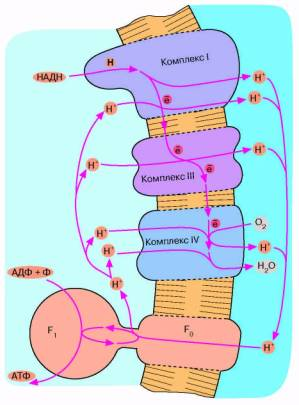 Комплекс I
H
НАДН
H⁺
ē
H⁺
H⁺
ē
H⁺
H⁺
ē
Комплекс III
ē
O₂
H⁺
Комплекс IV
H⁺
H⁺
H₂O
АДФ + Ф
H⁺
F₁
F₀
H⁺
АТФ